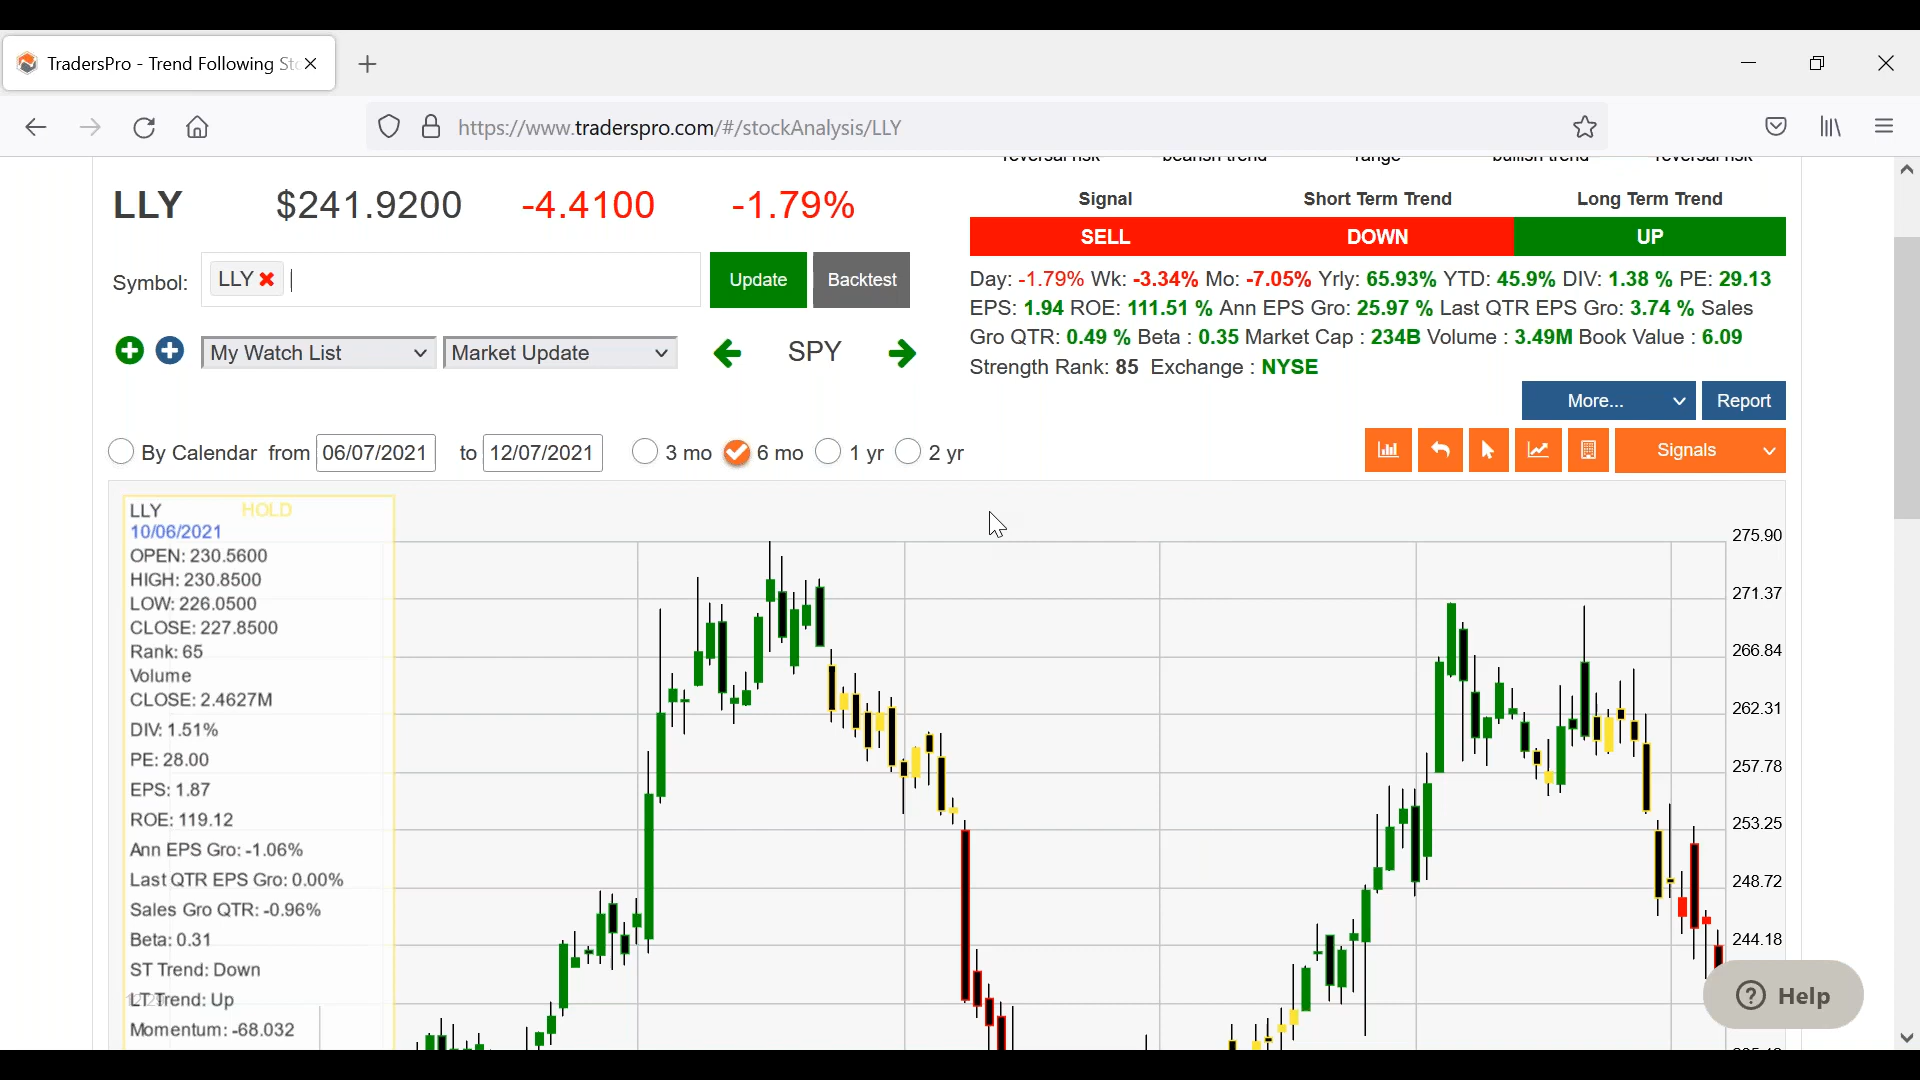 TradersPro - Trend Following Sto
https://www.traderspro.com/#/stockAnalysis/LLY
reversal risk bearish trend range bullish trend reversal risk
LLY $241.9200 -4.4100 -1.79%
Signal Short Term Trend Long Term Trend
SELL DOWN UP
Symbol: LLY Update Backtest
Day: -1.79% Wk: -3.34% Mo: -7.05% Yrly: 65.93% YTD: 45.9% DIV: 1.38 % PE: 29.13
EPS: 1.94 ROE: 111.51 % Ann EPS Gro: 25.97 % Last QTR EPS Gro: 3.74 % Sales
Gro QTR: 0.49 % Beta : 0.35 Market Cap : 234B Volume : 3.49M Book Value : 6.09
Strength Rank: 85 Exchange : NYSE
My Watch List Market Update SPY
More... Report
By Calendar from 06/07/2021 to 12/07/2021 3 mo 6 mo 1 yr 2 yr Signals
LLY HOLD
10/06/2021
OPEN: 230.5600
HIGH: 230.8500
LOW: 226.0500
CLOSE: 227.8500
Rank: 65
Volume
CLOSE: 2.4627M
DIV: 1.51%
PE: 28.00
EPS: 1.87
ROE: 119.12
Ann EPS Gro: -1.06%
Last QTR EPS Gro: 0.00%
Sales Gro QTR: -0.96%
Beta: 0.31
ST Trend: Down
LT Trend: Up
Momentum: -68.032
275.90
271.37
266.84
262.31
257.78
253.25
248.72
244.18
Help